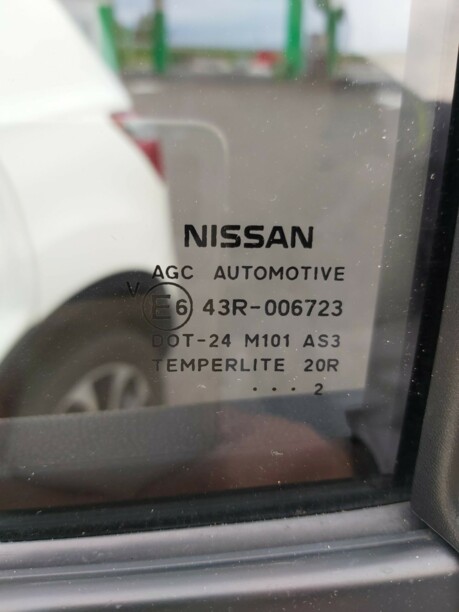 NISSAN
AGC AUTOMOTIVE
V E6 43R-006723
DOT-24 M101 AS3
TEMPERLITE 20R
··· 2